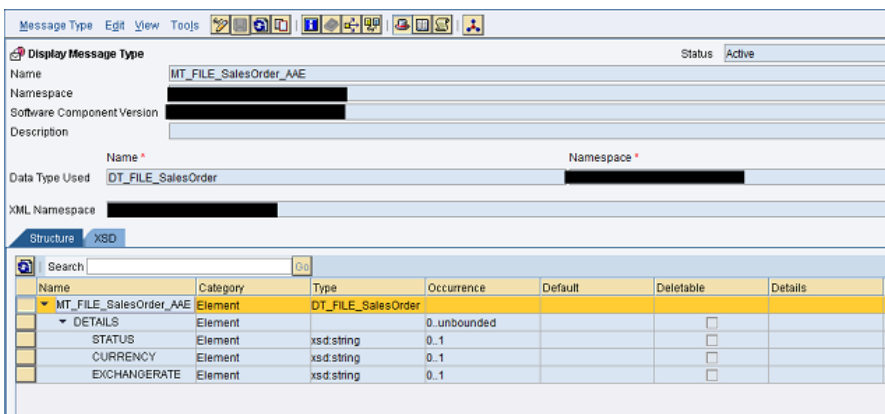 Message Type Edit View Tools
Display Message Type Status Active
Name MT_FILE_SalesOrder_AAE
Namespace
Software Component Version
Description
Name * Namespace *
Data Type Used DT_FILE_SalesOrder
XML Namespace
Structure XSD
Search Go
Name Category Type Occurrence Default Deletable Details
MT_FILE_SalesOrder_AAE Element DT_FILE_SalesOrder
DETAILS Element 0..unbounded
STATUS Element xsd:string 0..1
CURRENCY Element xsd:string 0..1
EXCHANGERATE Element xsd:string 0..1